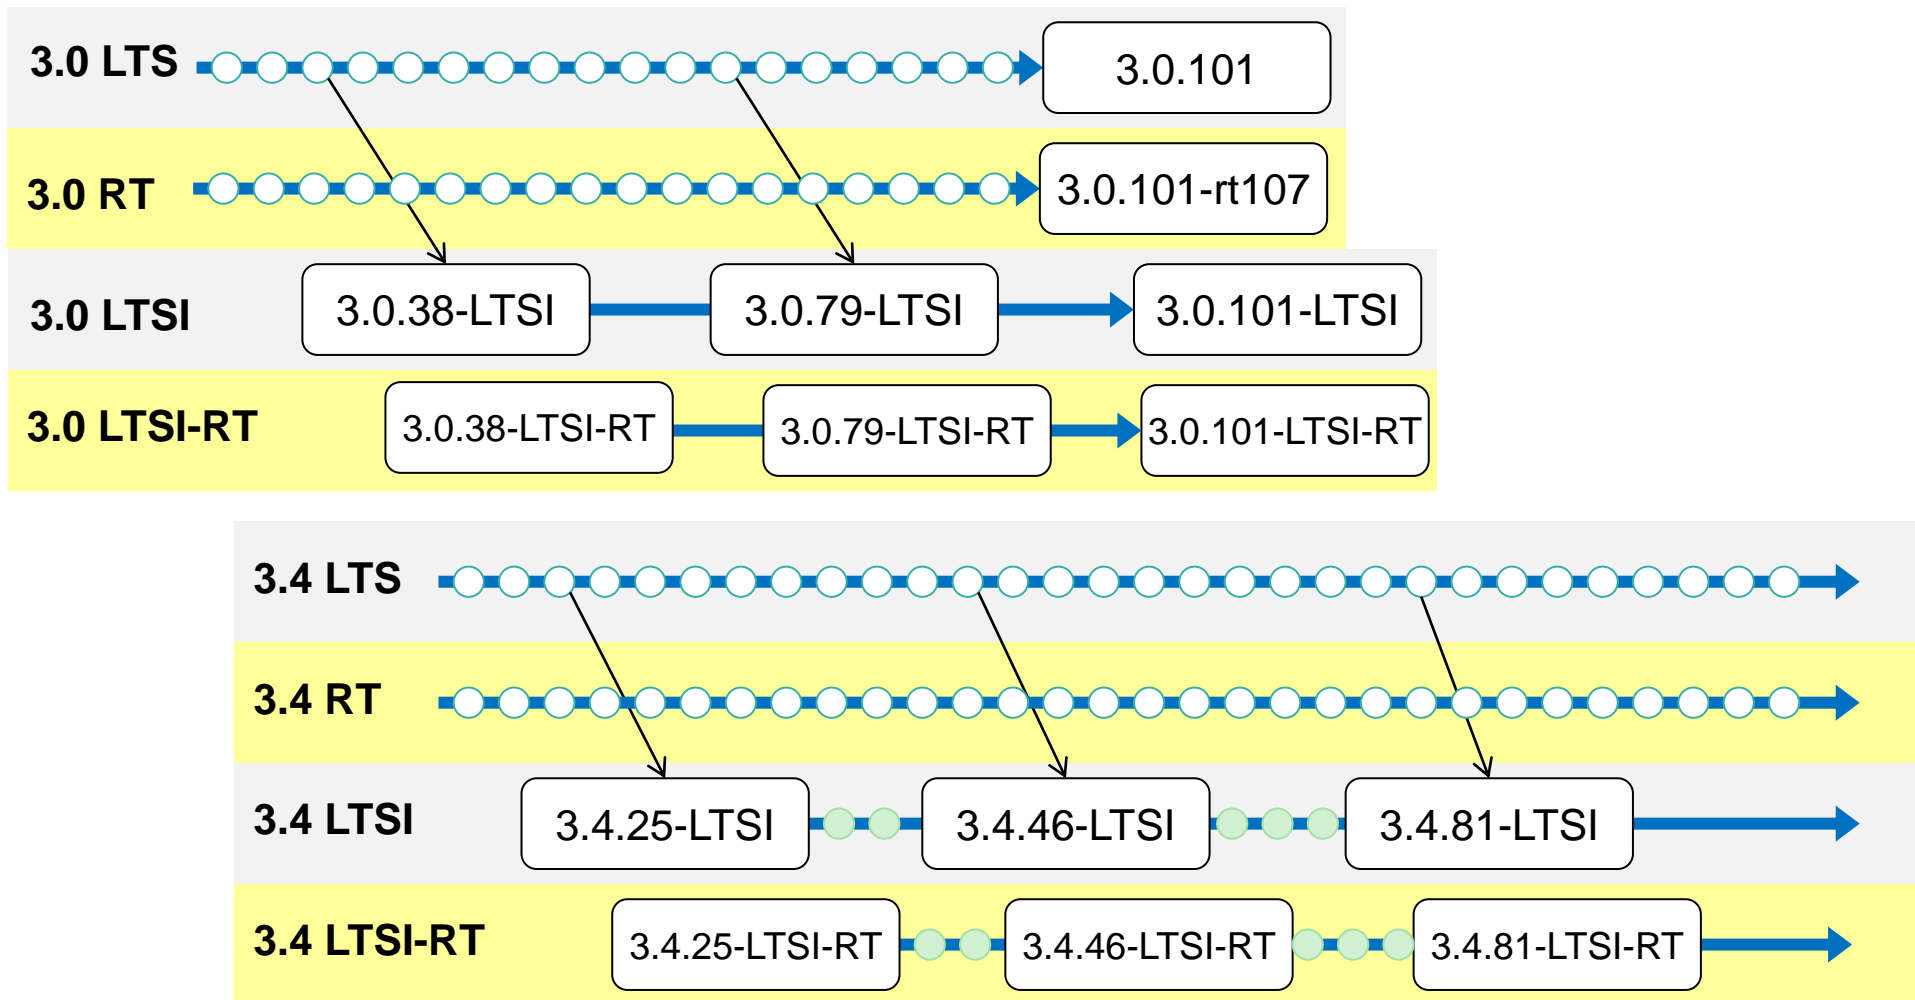 3.0 LTS
3.0.101
3.0 RT
3.0.101-rt107
3.0 LTSI
3.0.38-LTSI
3.0.79-LTSI
3.0.101-LTSI
3.0 LTSI-RT
3.0.38-LTSI-RT
3.0.79-LTSI-RT
3.0.101-LTSI-RT
3.4 LTS
3.4 RT
3.4 LTSI
3.4.25-LTSI
3.4.46-LTSI
3.4.81-LTSI
3.4 LTSI-RT
3.4.25-LTSI-RT
3.4.46-LTSI-RT
3.4.81-LTSI-RT